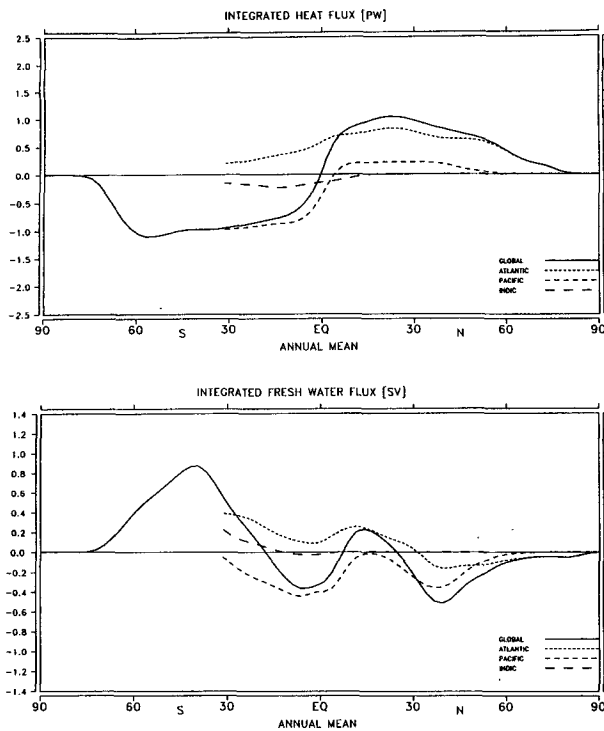 INTEGRATED HEAT FLUX [PW]
2.5
2.0
1.5
1.0
0.5
0.0
-0.5
-1.0
-1.5
-2.0
-2.5
GLOBAL
ATLANTIC
PACIFIC
INDIC
90 60 S 30 EQ 30 N 60 90
ANNUAL MEAN
INTEGRATED FRESH WATER FLUX [SV]
1.4
1.2
1.0
0.8
0.6
0.4
0.2
0.0
-0.2
-0.4
-0.6
-0.8
-1.0
-1.2
-1.4
GLOBAL
ATLANTIC
PACIFIC
INDIC
90 60 S 30 EQ 30 N 60 90
ANNUAL MEAN